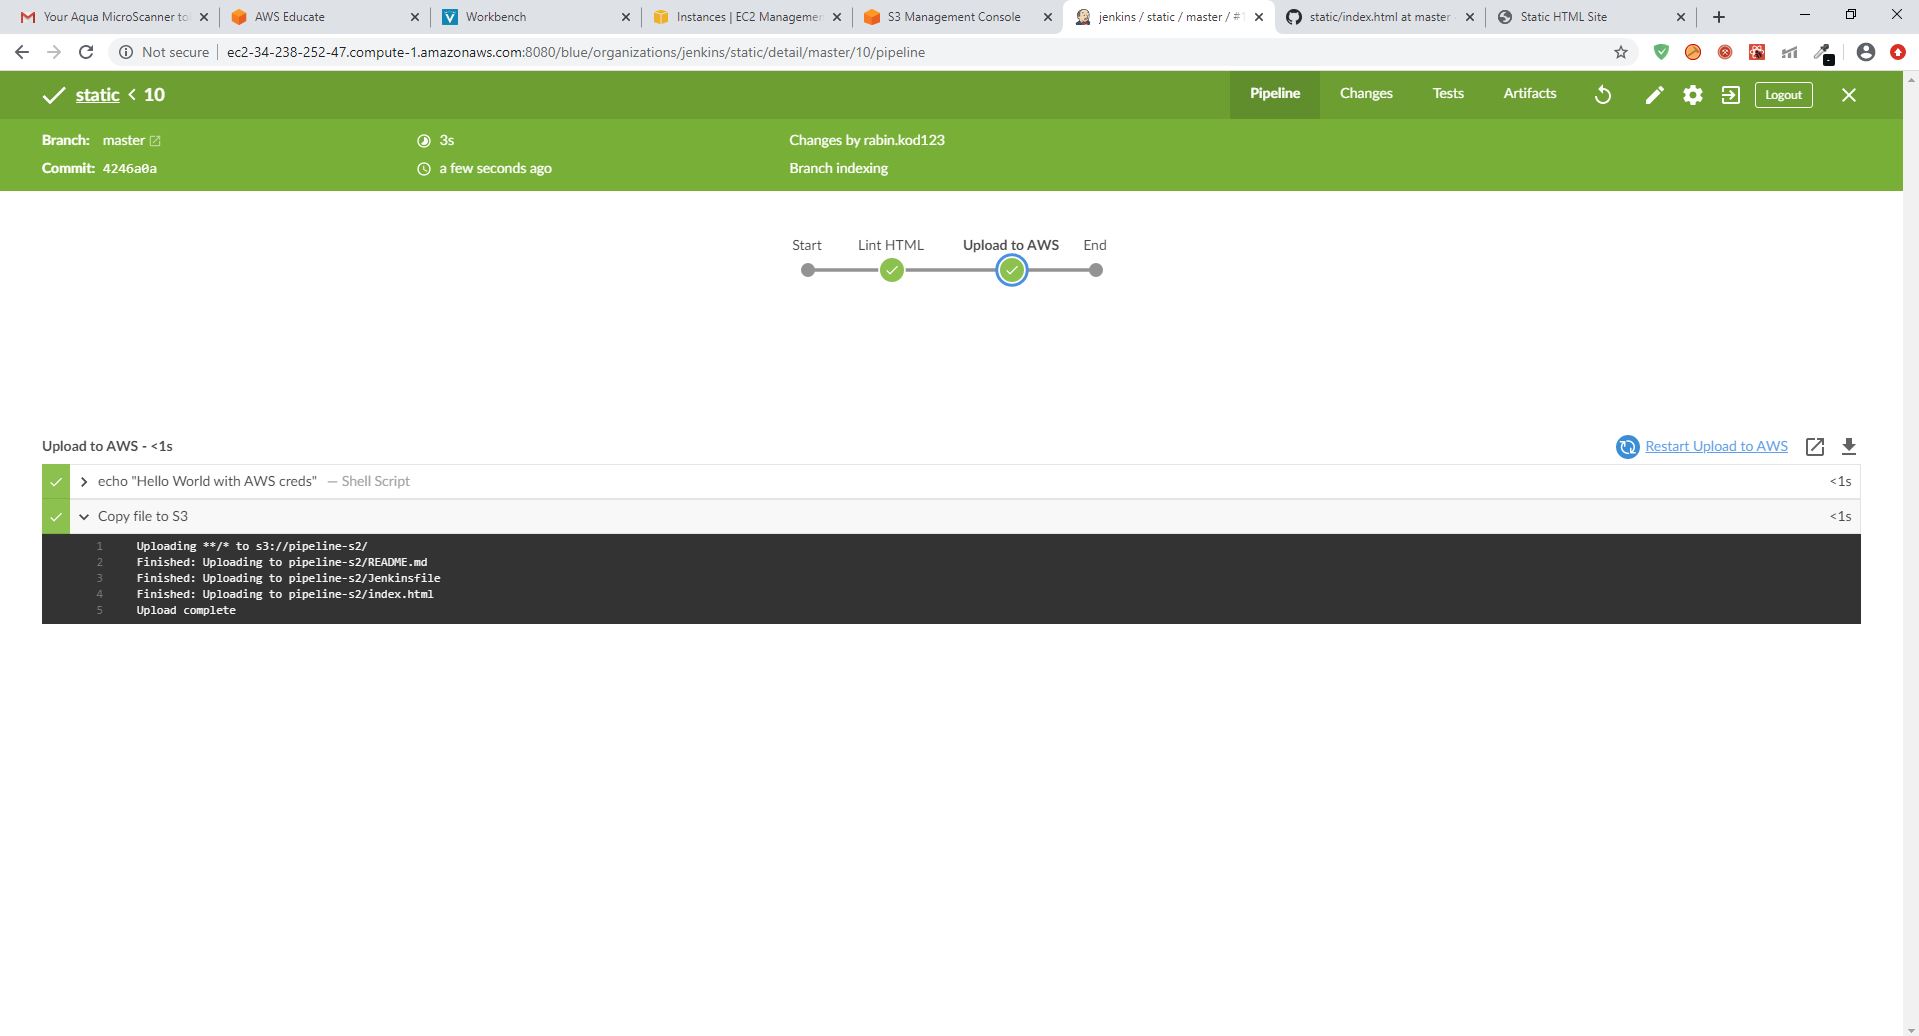 Your Aqua MicroScanner to
AWS Educate
Workbench
Instances | EC2 Managemen
S3 Management Console
jenkins / static / master / #
static/index.html at master
Static HTML Site
Not secure
ec2-34-238-252-47.compute-1.amazonaws.com:8080/blue/organizations/jenkins/static/detail/master/10/pipeline
static < 10
Pipeline
Changes
Tests
Artifacts
Logout
Branch: master
3s
Changes by rabin.kod123
Commit: 4246a0a
a few seconds ago
Branch indexing
Start
Lint HTML
Upload to AWS
End
Upload to AWS - <1s
Restart Upload to AWS
echo "Hello World with AWS creds" — Shell Script
<1s
Copy file to S3
<1s
1 Uploading **/* to s3://pipeline-s2/
2 Finished: Uploading to pipeline-s2/README.md
3 Finished: Uploading to pipeline-s2/Jenkinsfile
4 Finished: Uploading to pipeline-s2/index.html
5 Upload complete